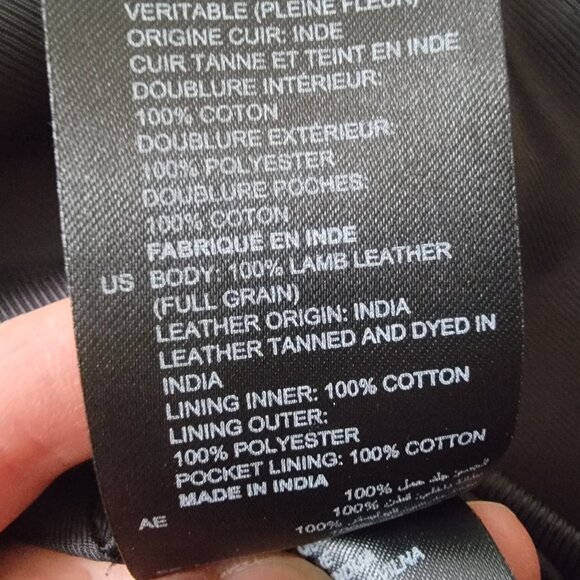 VERITABLE (PLEINE FLEUR)
ORIGINE CUIR: INDE
CUIR TANNE ET TEINT EN INDE
DOUBLURE INTÉRIEUR:
100% COTON
DOUBLURE EXTÉRIEUR:
100% POLYESTER
DOUBLURE POCHES:
100% COTON
FABRIQUÉ EN INDE
US BODY: 100% LAMB LEATHER
(FULL GRAIN)
LEATHER ORIGIN: INDIA
LEATHER TANNED AND DYED IN
INDIA
LINING INNER: 100% COTTON
LINING OUTER:
100% POLYESTER
POCKET LINING: 100% COTTON
MADE IN INDIA
AE 100%
100%
100%